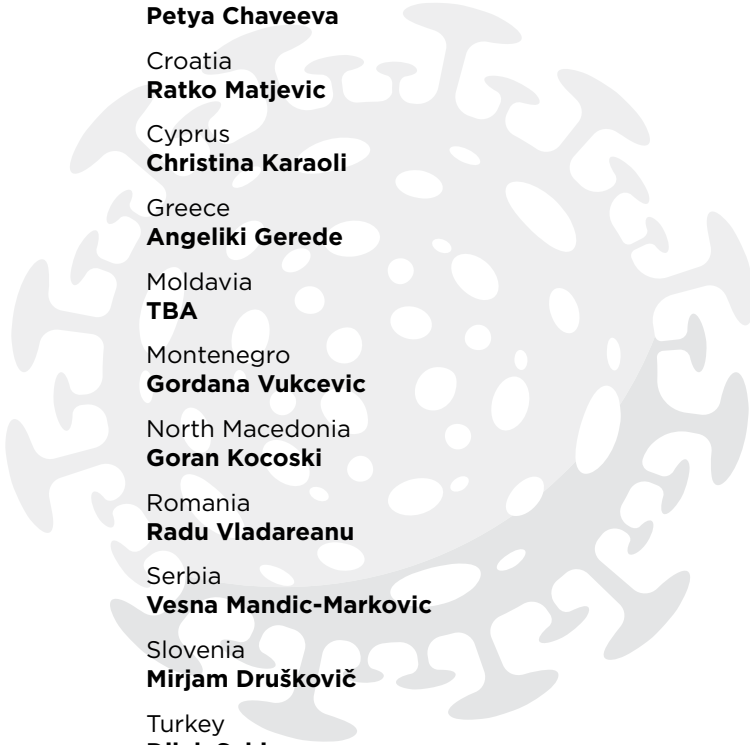 Petya Chaveeva
Croatia
Ratko Matjevic
Cyprus
Christina Karaoli
Greece
Angeliki Gerede
Moldavia
TBA
Montenegro
Gordana Vukcevic
North Macedonia
Goran Kocoski
Romania
Radu Vladareanu
Serbia
Vesna Mandic-Markovic
Slovenia
Mirjam Druškovič
Turkey